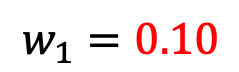 w₁ = 0.10